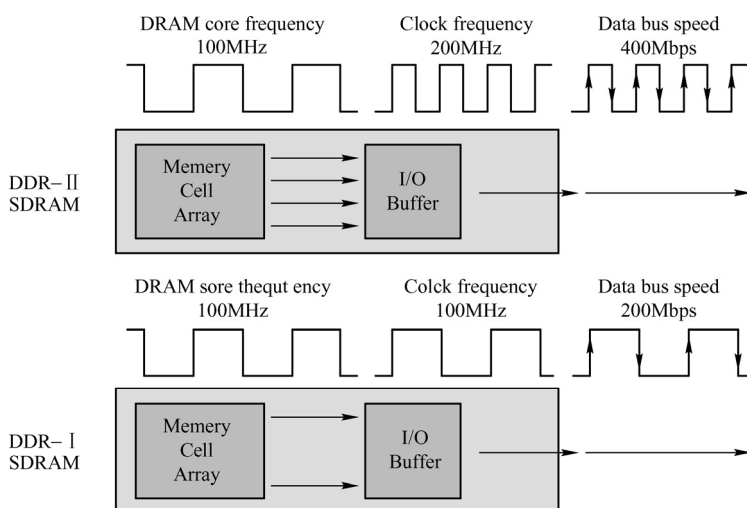 DRAM core frequency
100MHz
Clock frequency
200MHz
Data bus speed
400Mbps
DDR-Ⅱ
SDRAM
Memery
Cell
Array
I/O
Buffer
DRAM sore thequt ency
100MHz
Colck frequency
100MHz
Data bus speed
200Mbps
DDR-Ⅰ
SDRAM
Memery
Cell
Array
I/O
Buffer